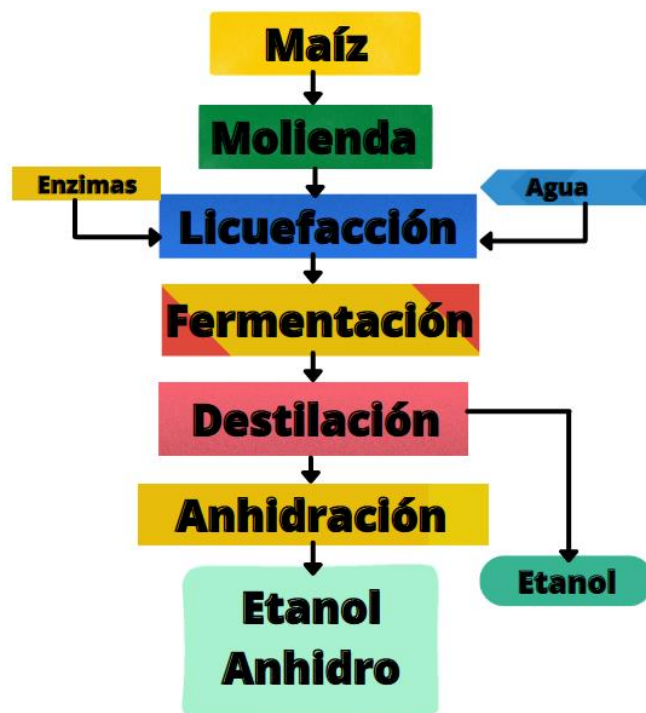 Maíz
Molienda
Enzimas
Agua
Licuefacción
Fermentación
Destilación
Anhidración
Etanol
Etanol
Anhidro